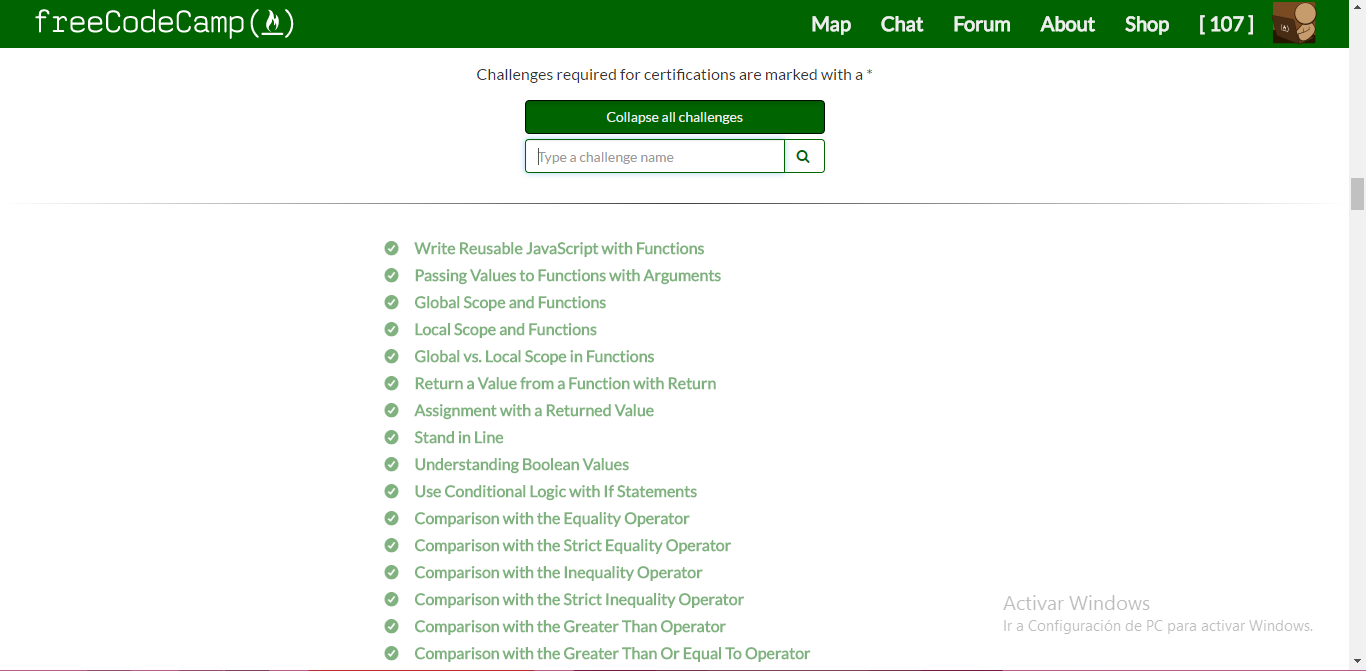 freeCodeCamp(🔥)
Map Chat Forum About Shop [ 107 ]
Challenges required for certifications are marked with a *
Collapse all challenges
Type a challenge name
Write Reusable JavaScript with Functions
Passing Values to Functions with Arguments
Global Scope and Functions
Local Scope and Functions
Global vs. Local Scope in Functions
Return a Value from a Function with Return
Assignment with a Returned Value
Stand in Line
Understanding Boolean Values
Use Conditional Logic with If Statements
Comparison with the Equality Operator
Comparison with the Strict Equality Operator
Comparison with the Inequality Operator
Comparison with the Strict Inequality Operator
Comparison with the Greater Than Operator
Comparison with the Greater Than Or Equal To Operator
Activar Windows
Ir a Configuración de PC para activar Windows.